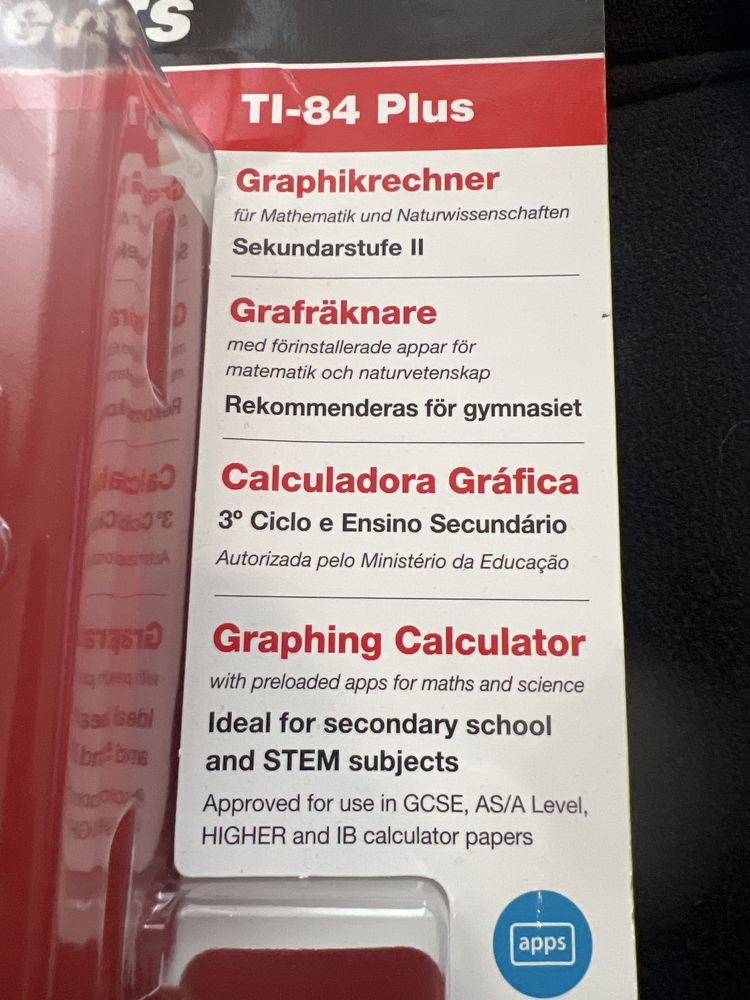 TI-84 Plus
Graphikrechner
für Mathematik und Naturwissenschaften
Sekundarstufe II
Grafräknare
med förinstallerade appar för
matematik och naturvetenskap
Rekommenderas för gymnasiet
Calculadora Gráfica
3º Ciclo e Ensino Secundário
Autorizada pelo Ministério da Educação
Graphing Calculator
with preloaded apps for maths and science
Ideal for secondary school
and STEM subjects
Approved for use in GCSE, AS/A Level,
HIGHER and IB calculator papers
apps